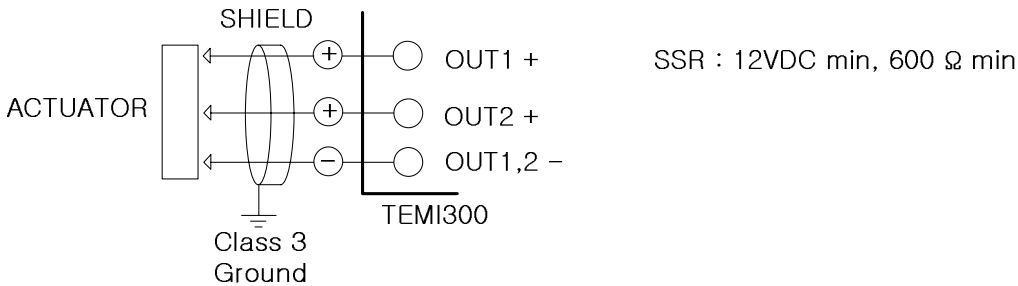 SHIELD
OUT1 +
SSR : 12VDC min, 600 Ω min
+
ACTUATOR
OUT2 +
+
OUT1,2 −
−
TEMI300
Class 3
Ground